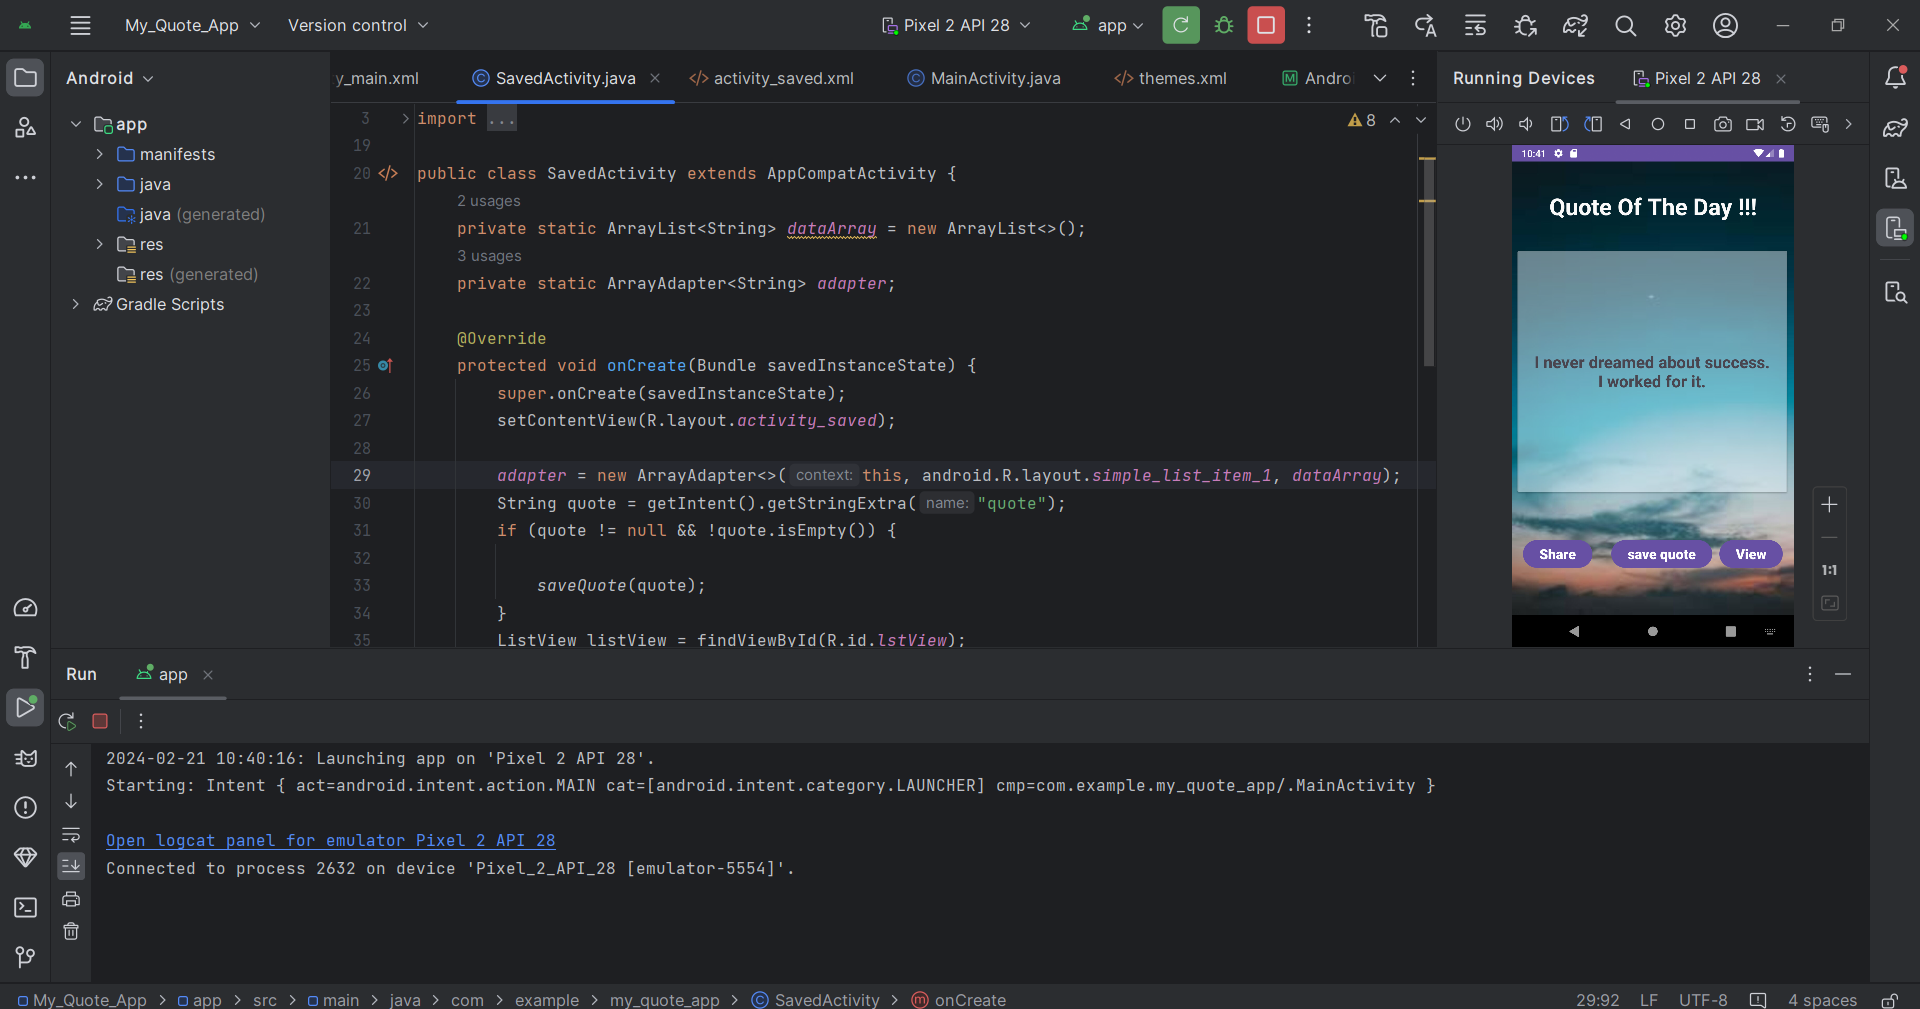 My_Quote_App Version control Pixel 2 API 28 app
Android
app
manifests
java
java (generated)
res
res (generated)
Gradle Scripts
y_main.xml SavedActivity.java activity_saved.xml MainActivity.java themes.xml Androi
8
3 import ...
19
20 public class SavedActivity extends AppCompatActivity {
2 usages
21 private static ArrayList<String> dataArray = new ArrayList<>();
3 usages
22 private static ArrayAdapter<String> adapter;
23
24 @Override
25 protected void onCreate(Bundle savedInstanceState) {
26 super.onCreate(savedInstanceState);
27 setContentView(R.layout.activity_saved);
28
29 adapter = new ArrayAdapter<>( context: this, android.R.layout.simple_list_item_1, dataArray);
30 String quote = getIntent().getStringExtra( name: "quote");
31 if (quote != null && !quote.isEmpty()) {
32
33 saveQuote(quote);
34 }
35 ListView listView = findViewById(R.id.lstView);
Running Devices Pixel 2 API 28
10:41
Quote Of The Day !!!
I never dreamed about success.
I worked for it.
Share save quote View
1:1
Run app
2024-02-21 10:40:16: Launching app on 'Pixel 2 API 28'.
Starting: Intent { act=android.intent.action.MAIN cat=[android.intent.category.LAUNCHER] cmp=com.example.my_quote_app/.MainActivity }
Open logcat panel for emulator Pixel 2 API 28
Connected to process 2632 on device 'Pixel_2_API_28 [emulator-5554]'.
My_Quote_App > app > src > main > java > com > example > my_quote_app > SavedActivity > onCreate
29:92 LF UTF-8 4 spaces